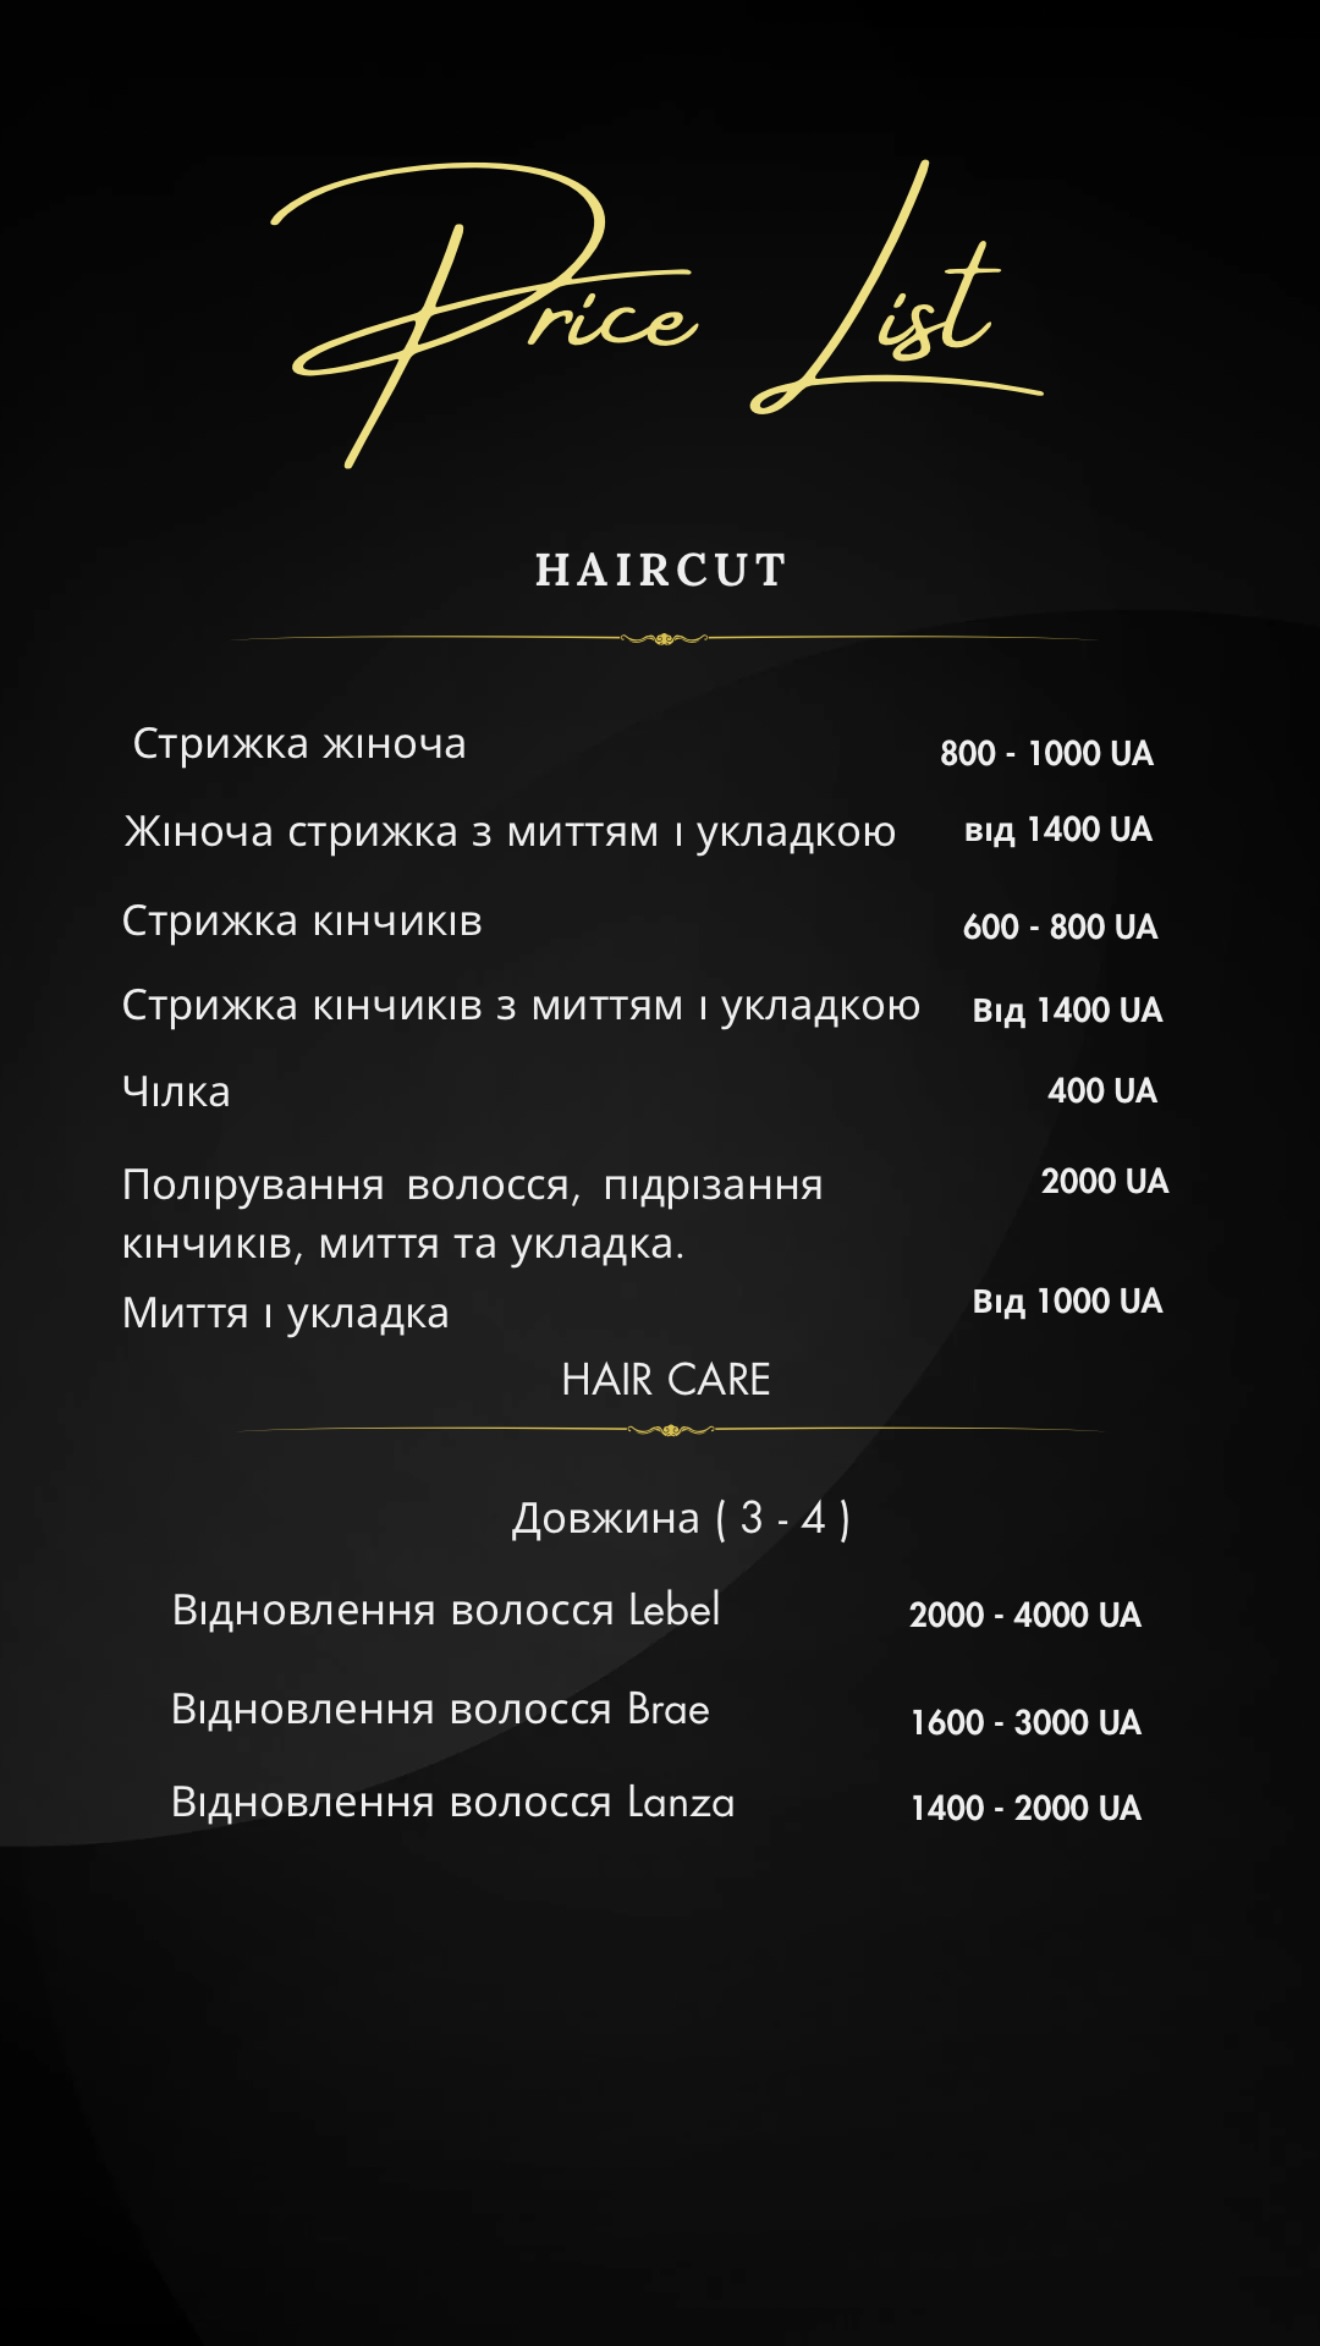 Price List
HAIRCUT
Стрижка жіноча 800 - 1000 UA
Жіноча стрижка з миттям і укладкою від 1400 UA
Стрижка кінчиків 600 - 800 UA
Стрижка кінчиків з миттям і укладкою Від 1400 UA
Чілка 400 UA
Полірування волосся, підрізання 2000 UA
кінчиків, миття та укладка.
Миття і укладка Від 1000 UA
HAIR CARE
Довжина ( 3 - 4 )
Відновлення волосся Lebel 2000 - 4000 UA
Відновлення волосся Brae 1600 - 3000 UA
Відновлення волосся Lanza 1400 - 2000 UA